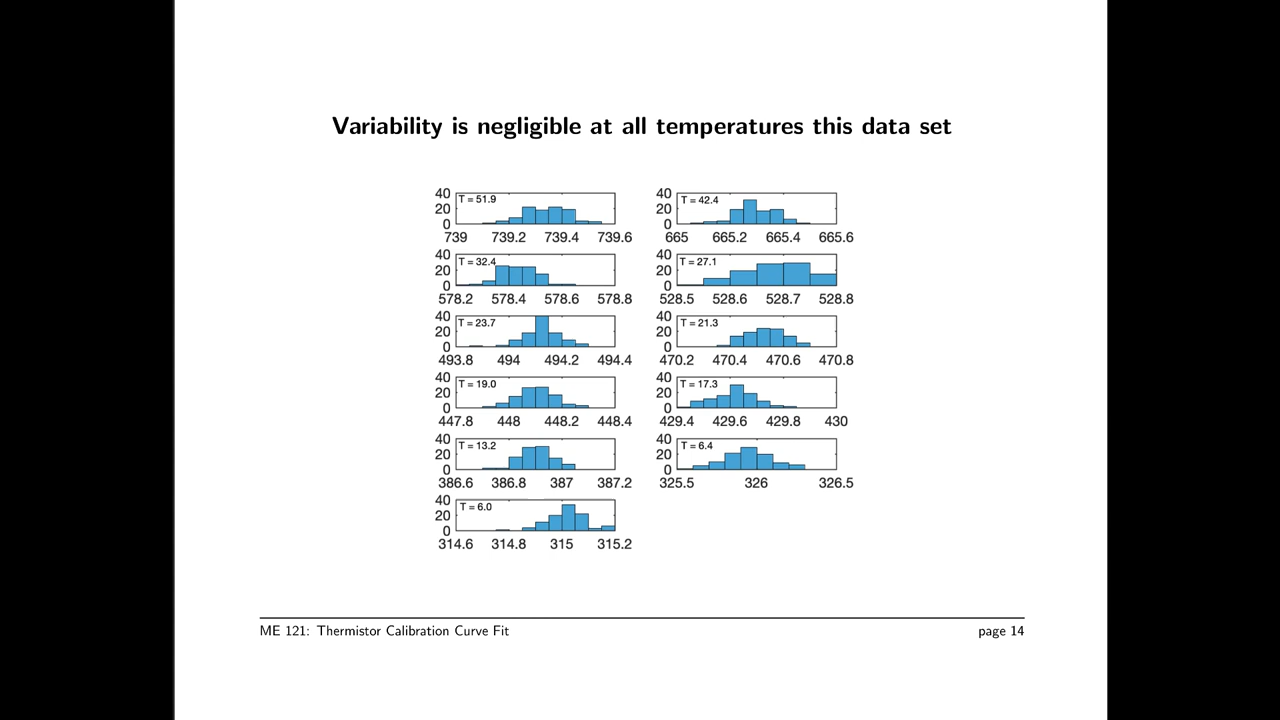 Variability is negligible at all temperatures this data set
40 20 0 T = 51.9
739 739.2 739.4 739.6
40 20 0 T = 42.4
665 665.2 665.4 665.6
40 20 0 T = 32.4
578.2 578.4 578.6 578.8
40 20 0 T = 27.1
528.5 528.6 528.7 528.8
40 20 0 T = 23.7
493.8 494 494.2 494.4
40 20 0 T = 21.3
470.2 470.4 470.6 470.8
40 20 0 T = 19.0
447.8 448 448.2 448.4
40 20 0 T = 17.3
429.4 429.6 429.8 430
40 20 0 T = 13.2
386.6 386.8 387 387.2
40 20 0 T = 6.4
325.5 326 326.5
40 20 0 T = 6.0
314.6 314.8 315 315.2
ME 121: Thermistor Calibration Curve Fit page 14